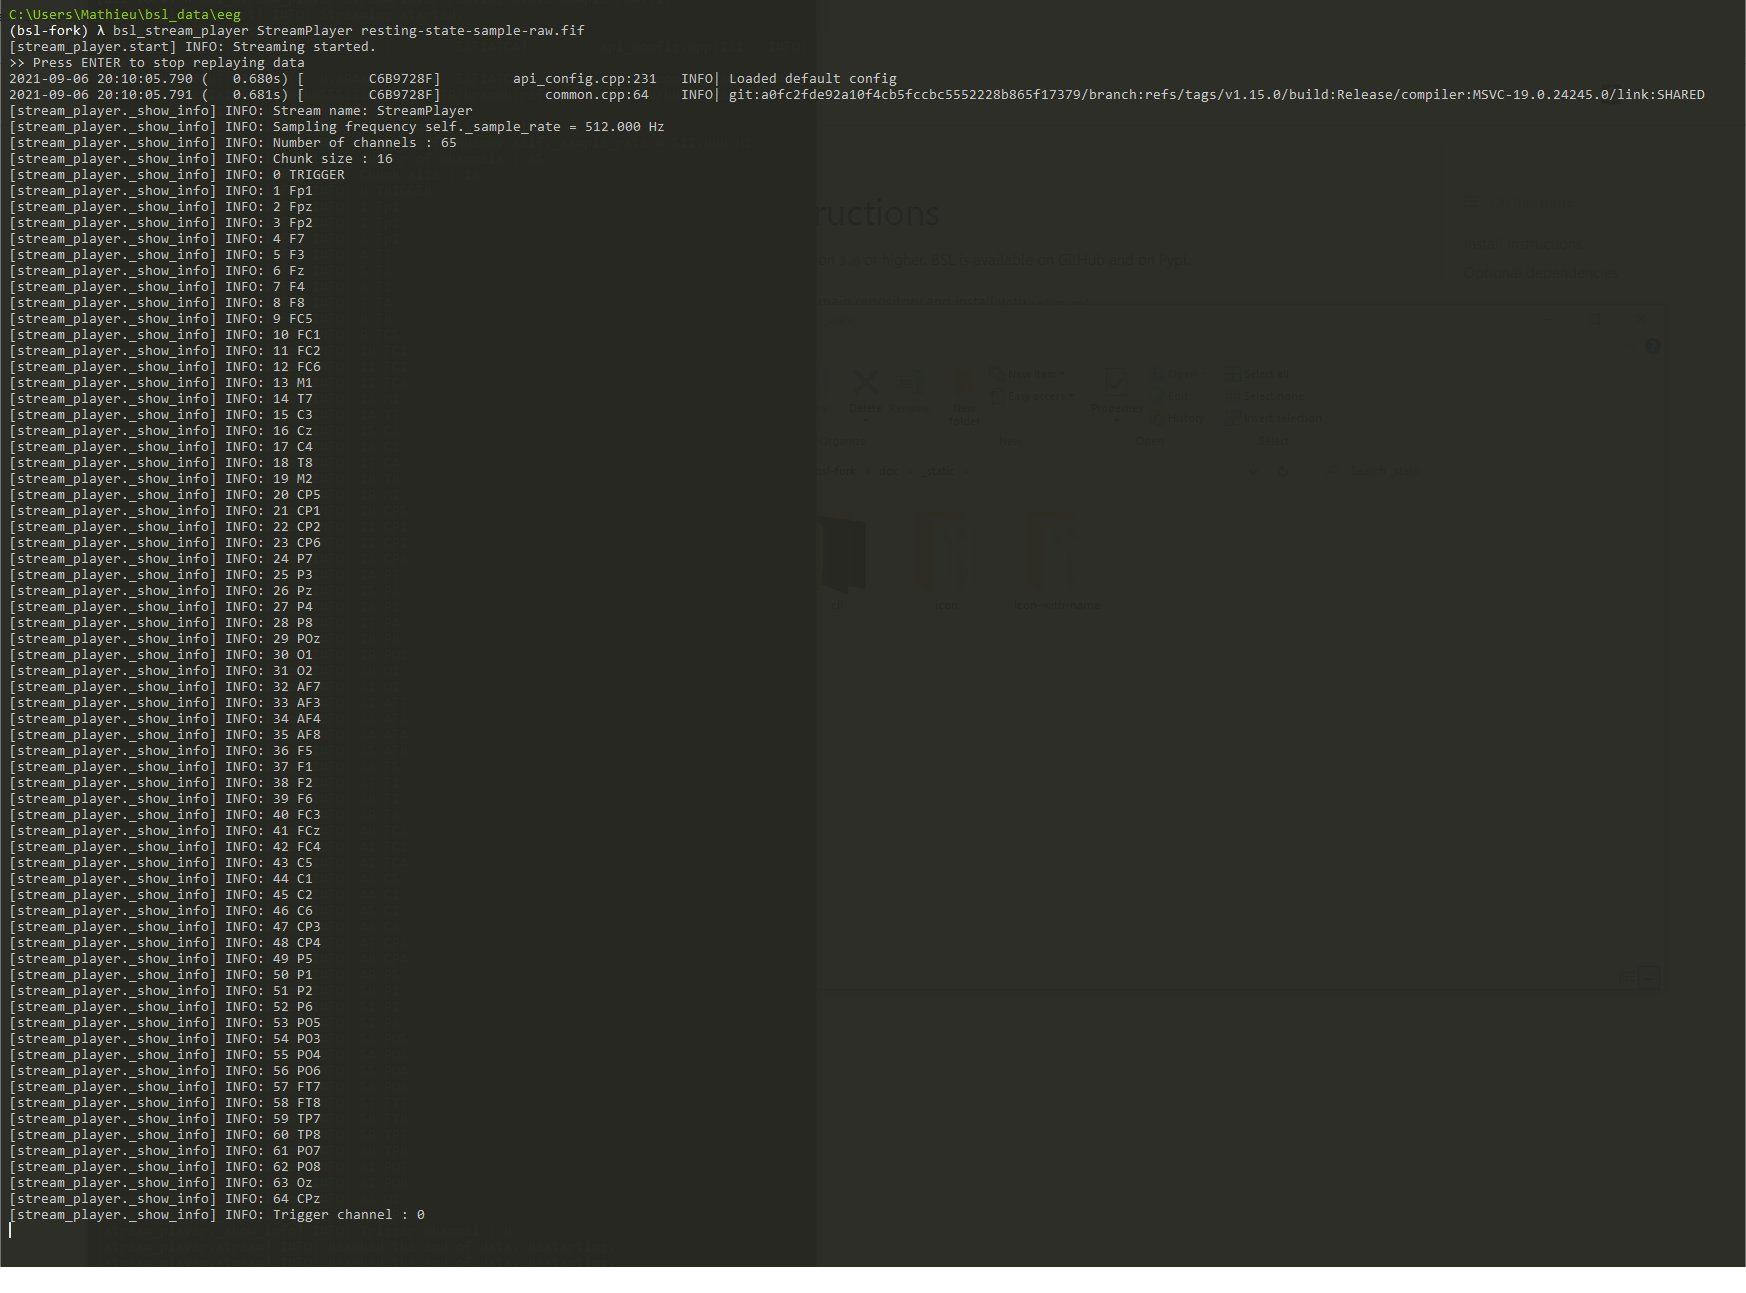 C:\Users\Mathieu\bsl_data\eeg
(bsl-fork) λ bsl_stream_player StreamPlayer resting-state-sample-raw.fif
[stream_player.start] INFO: Streaming started.
>> Press ENTER to stop replaying data
2021-09-06 20:10:05.790 (   0.680s) [        C6B9728F]         api_config.cpp:231   INFO| Loaded default config
2021-09-06 20:10:05.791 (   0.681s) [        C6B9728F]             common.cpp:64    INFO| git:a0fc2fde92a10f4cb5fccbc5552228b865f17379/branch:refs/tags/v1.15.0/build:Release/compiler:MSVC-19.0.24245.0/link:SHARED
[stream_player._show_info] INFO: Stream name: StreamPlayer
[stream_player._show_info] INFO: Sampling frequency self._sample_rate = 512.000 Hz
[stream_player._show_info] INFO: Number of channels : 65
[stream_player._show_info] INFO: Chunk size : 16
[stream_player._show_info] INFO: 0 TRIGGER
[stream_player._show_info] INFO: 1 Fp1
[stream_player._show_info] INFO: 2 Fpz
[stream_player._show_info] INFO: 3 Fp2
[stream_player._show_info] INFO: 4 F7
[stream_player._show_info] INFO: 5 F3
[stream_player._show_info] INFO: 6 Fz
[stream_player._show_info] INFO: 7 F4
[stream_player._show_info] INFO: 8 F8
[stream_player._show_info] INFO: 9 FC5
[stream_player._show_info] INFO: 10 FC1
[stream_player._show_info] INFO: 11 FC2
[stream_player._show_info] INFO: 12 FC6
[stream_player._show_info] INFO: 13 M1
[stream_player._show_info] INFO: 14 T7
[stream_player._show_info] INFO: 15 C3
[stream_player._show_info] INFO: 16 Cz
[stream_player._show_info] INFO: 17 C4
[stream_player._show_info] INFO: 18 T8
[stream_player._show_info] INFO: 19 M2
[stream_player._show_info] INFO: 20 CP5
[stream_player._show_info] INFO: 21 CP1
[stream_player._show_info] INFO: 22 CP2
[stream_player._show_info] INFO: 23 CP6
[stream_player._show_info] INFO: 24 P7
[stream_player._show_info] INFO: 25 P3
[stream_player._show_info] INFO: 26 Pz
[stream_player._show_info] INFO: 27 P4
[stream_player._show_info] INFO: 28 P8
[stream_player._show_info] INFO: 29 POz
[stream_player._show_info] INFO: 30 O1
[stream_player._show_info] INFO: 31 O2
[stream_player._show_info] INFO: 32 AF7
[stream_player._show_info] INFO: 33 AF3
[stream_player._show_info] INFO: 34 AF4
[stream_player._show_info] INFO: 35 AF8
[stream_player._show_info] INFO: 36 F5
[stream_player._show_info] INFO: 37 F1
[stream_player._show_info] INFO: 38 F2
[stream_player._show_info] INFO: 39 F6
[stream_player._show_info] INFO: 40 FC3
[stream_player._show_info] INFO: 41 FCz
[stream_player._show_info] INFO: 42 FC4
[stream_player._show_info] INFO: 43 C5
[stream_player._show_info] INFO: 44 C1
[stream_player._show_info] INFO: 45 C2
[stream_player._show_info] INFO: 46 C6
[stream_player._show_info] INFO: 47 CP3
[stream_player._show_info] INFO: 48 CP4
[stream_player._show_info] INFO: 49 P5
[stream_player._show_info] INFO: 50 P1
[stream_player._show_info] INFO: 51 P2
[stream_player._show_info] INFO: 52 P6
[stream_player._show_info] INFO: 53 PO5
[stream_player._show_info] INFO: 54 PO3
[stream_player._show_info] INFO: 55 PO4
[stream_player._show_info] INFO: 56 PO6
[stream_player._show_info] INFO: 57 FT7
[stream_player._show_info] INFO: 58 FT8
[stream_player._show_info] INFO: 59 TP7
[stream_player._show_info] INFO: 60 TP8
[stream_player._show_info] INFO: 61 PO7
[stream_player._show_info] INFO: 62 PO8
[stream_player._show_info] INFO: 63 Oz
[stream_player._show_info] INFO: 64 CPz
[stream_player._show_info] INFO: Trigger channel : 0
ructions
or higher. BSL is available on GitHub and on Pypi